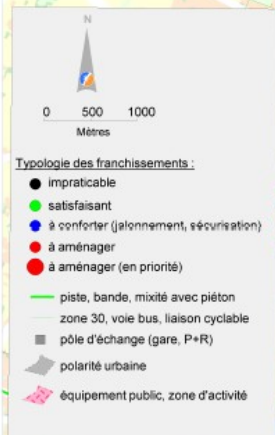 N
0 500 1000
Mètres
Typologie des franchissements :
impraticable
satisfaisant
à conforter (jalonnement, sécurisation)
à aménager
à aménager (en priorité)
piste, bande, mixité avec piéton
zone 30, voie bus, liaison cyclable
pôle d'échange (gare, P+R)
polarité urbaine
équipement public, zone d'activité